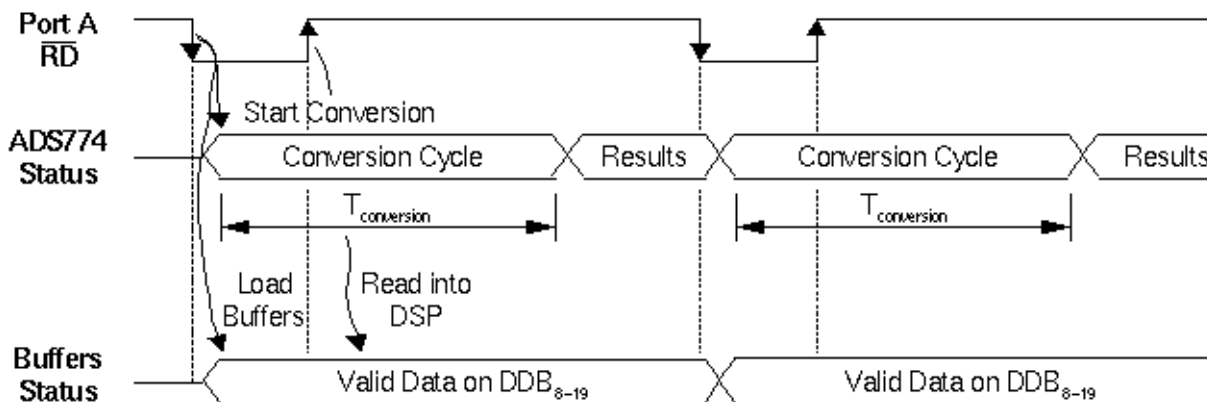 Port A
RD
Start Conversion
ADS774
Status
Conversion Cycle
Results
Conversion Cycle
Results
Tconversion
Tconversion
Load
Buffers
Read into
DSP
Buffers
Status
Valid Data on DDB8–19
Valid Data on DDB8–19